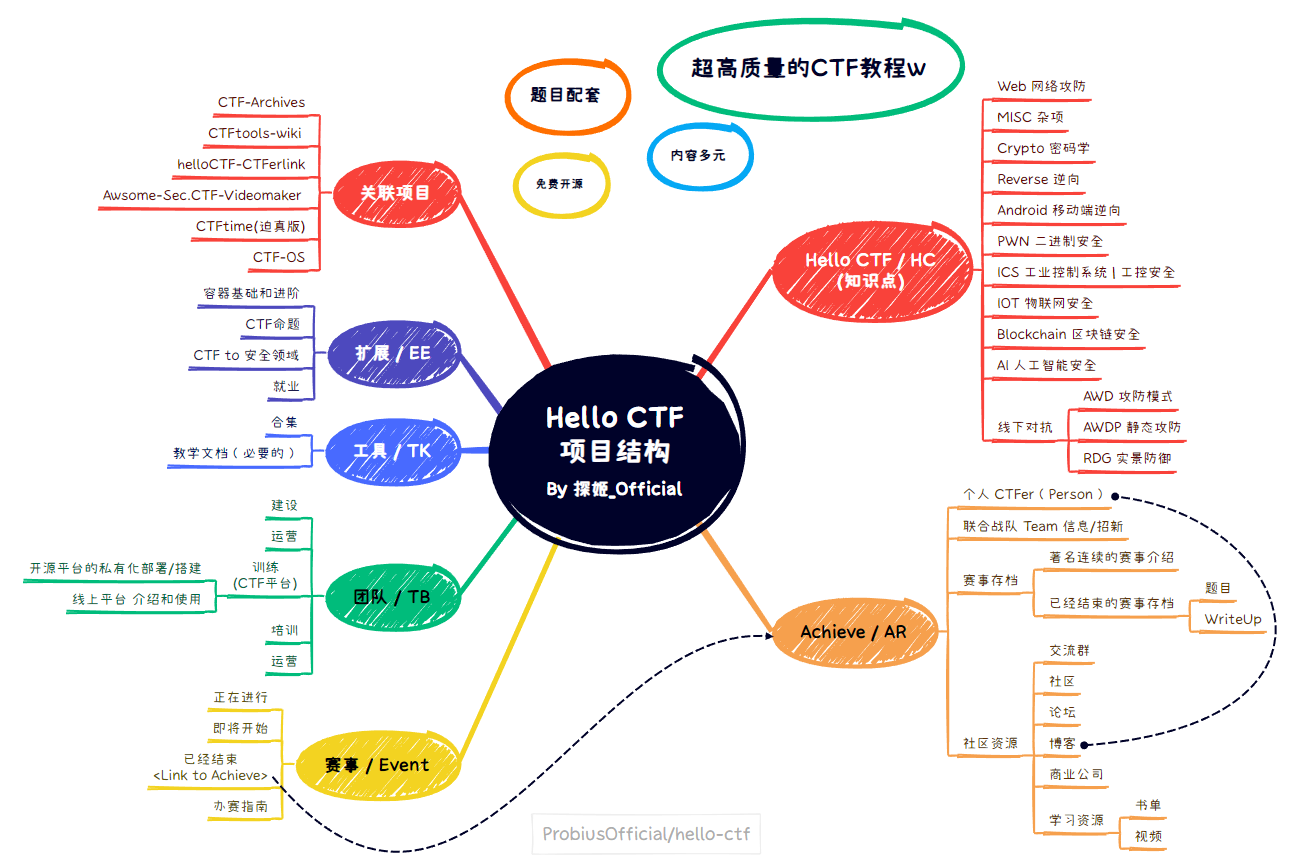 超高质量的CTF教程w
题目配套
内容多元
免费开源
Hello CTF
项目结构
By 探姬_Official
Hello CTF / HC
(知识点)
Web 网络攻防
MISC 杂项
Crypto 密码学
Reverse 逆向
Android 移动端逆向
PWN 二进制安全
ICS 工业控制系统 | 工控安全
IOT 物联网安全
Blockchain 区块链安全
AI 人工智能安全
线下对抗
AWD 攻防模式
AWDP 静态攻防
RDG 实景防御
Achieve / AR
个人 CTFer ( Person )
联合战队 Team 信息/招新
赛事存档
著名连续的赛事介绍
已经结束的赛事存档
题目
WriteUp
社区资源
交流群
社区
论坛
博客
商业公司
学习资源
书单
视频
关联项目
CTF-Archives
CTFtools-wiki
helloCTF-CTFerlink
Awsome-Sec.CTF-Videomaker
CTFtime(迫真版)
CTF-OS
扩展 / EE
容器基础和进阶
CTF命题
CTF to 安全领域
就业
工具 / TK
合集
教学文档 ( 必要的 )
团队 / TB
建设
运营
训练
(CTF平台)
开源平台的私有化部署/搭建
线上平台 介绍和使用
培训
运营
赛事 / Event
正在进行
即将开始
已经结束
<Link to Achieve>
办赛指南
ProbiusOfficial/hello-ctf